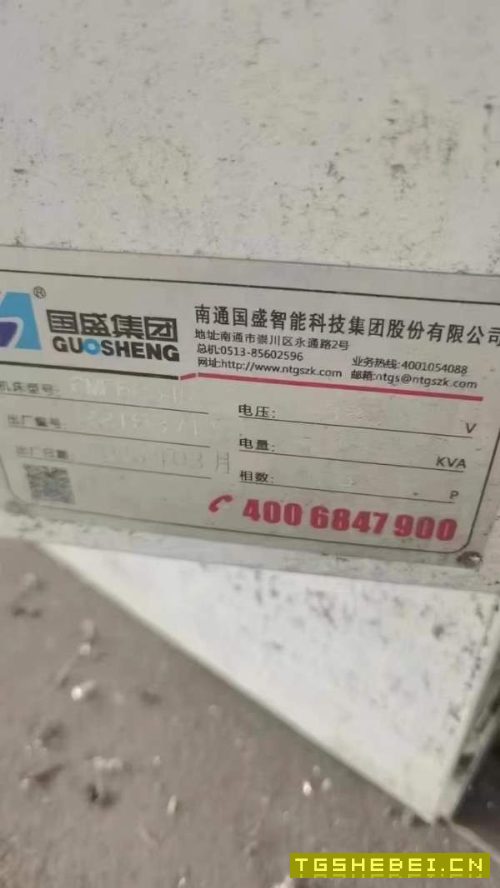 ®
国盛集团
GUOSHENG
南通国盛智能科技集团股份有限公司
地址:南通市崇川区永通路2号
总机:0513-85602596 业务热线:4001054088
网址:http://www.ntgszk.com 邮箱:ntgs@ntgszk.com
机床型号:
电压: V
出厂编号:
电量: KVA
出厂日期: 月
相数: P
400 6847 900
TGSHEBEI.CN